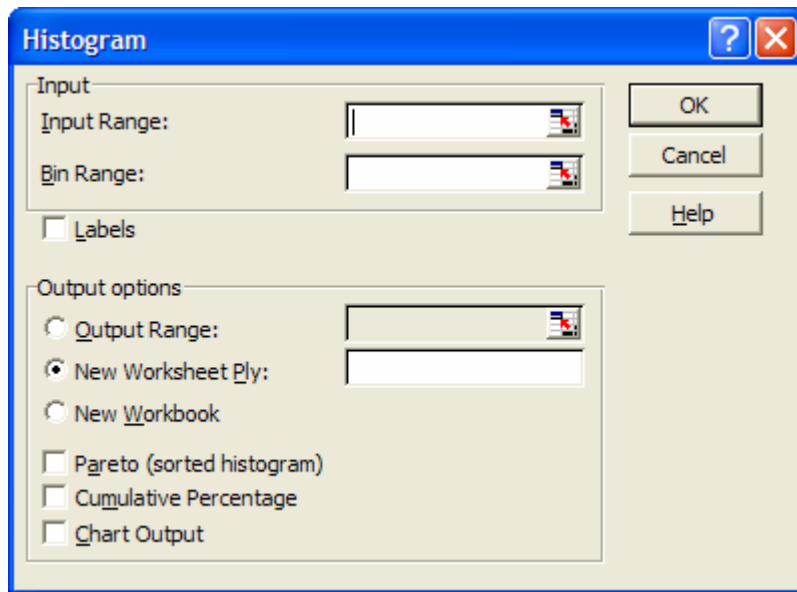 Histogram
?
Input
Input Range:
Bin Range:
Labels
OK
Cancel
Help
Output options
Output Range:
New Worksheet Ply:
New Workbook
Pareto (sorted histogram)
Cumulative Percentage
Chart Output